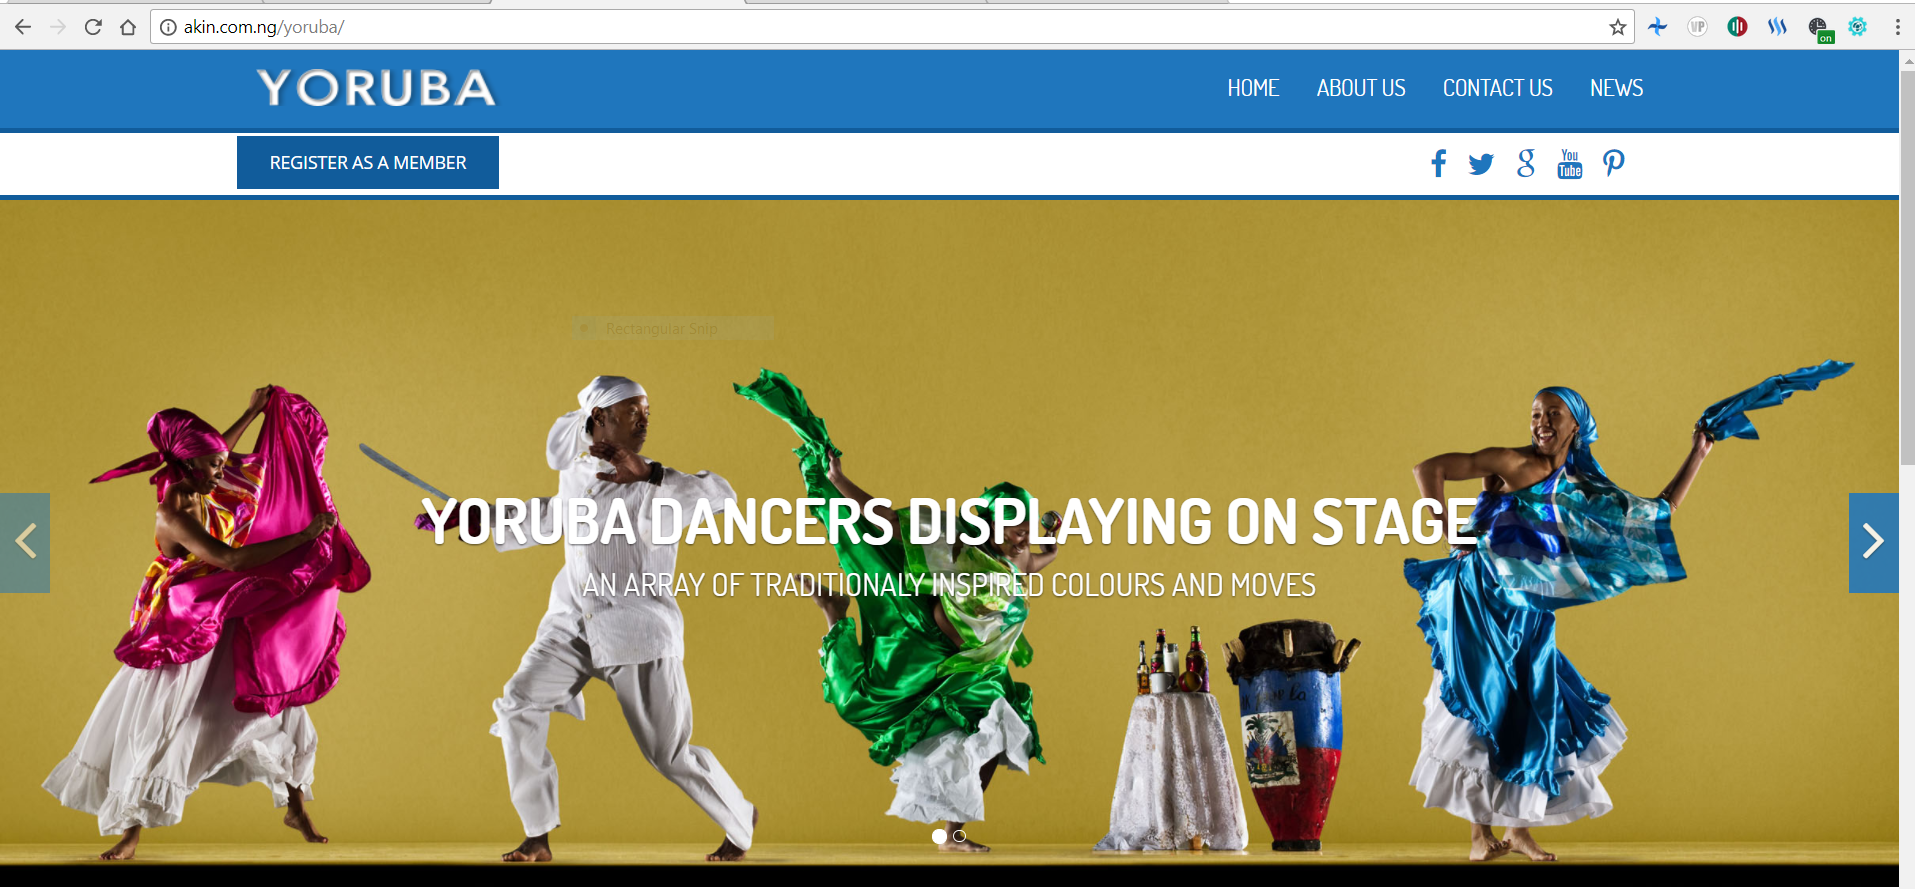 akin.com.ng/yoruba/
on
YORUBA
HOME ABOUT US CONTACT US NEWS
REGISTER AS A MEMBER
You
Tube
Rectangular Snip
YORUBA DANCERS DISPLAYING ON STAGE
AN ARRAY OF TRADITIONALY INSPIRED COLOURS AND MOVES